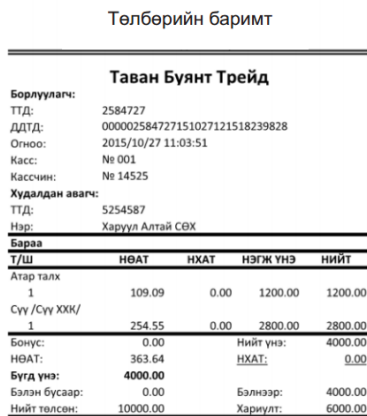 Төлбөрийн баримт
Таван Буянт Трейд
Борлуулагч:
ТТД: 2584727
ДДТД: 000002584727151027121518239828
Огноо: 2015/10/27 11:03:51
Касс: № 001
Кассчин: № 14525
Худалдан авагч:
ТТД: 5254587
Нэр: Харуул Алтай СӨХ
Бараа
Т/Ш НӨАТ НХАТ НЭГЖ ҮНЭ НИЙТ
Атар талх
1 109.09 0.00 1200.00 1200.00
Сүү /Сүү ХХК/
1 254.55 0.00 2800.00 2800.00
Бонус: 0.00 Нийт үнэ: 4000.00
НӨАТ: 363.64 НХАТ: 0.00
Бүгд үнэ: 4000.00
Бэлэн бусаар: 0.00 Бэлнээр: 4000.00
Нийт төлсөн: 10000.00 Хариулт: 6000.00